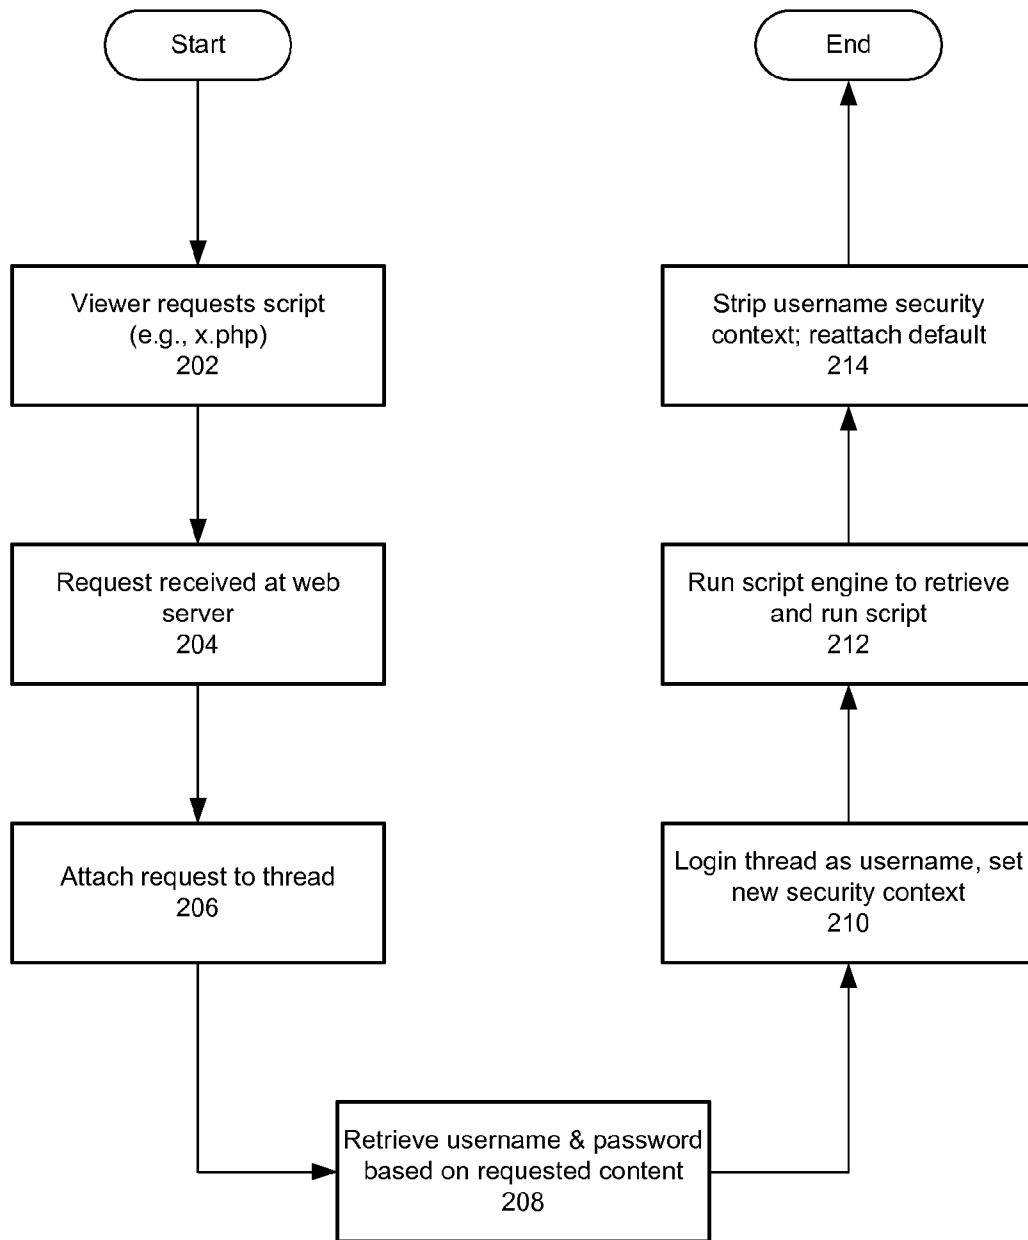 Start
Viewer requests script
(e.g., x.php)
202
Request received at web
server
204
Attach request to thread
206
Retrieve username & password
based on requested content
208
Login thread as username, set
new security context
210
Run script engine to retrieve
and run script
212
Strip username security
context; reattach default
214
End